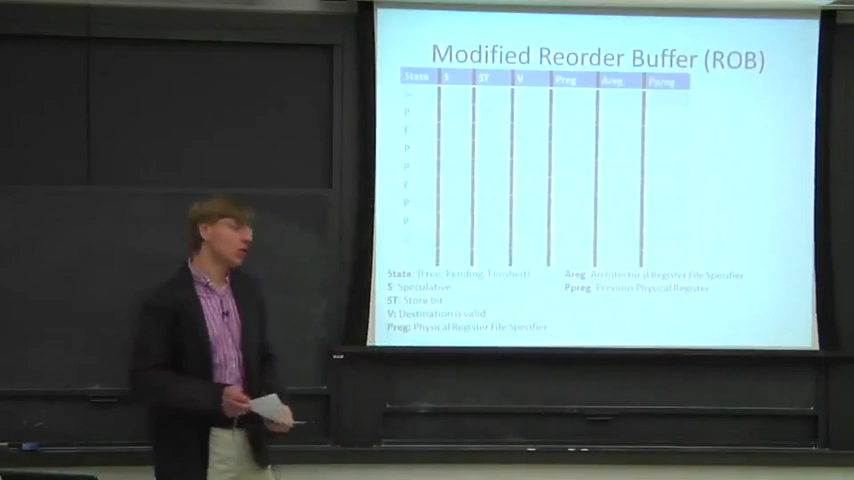 Modified Reorder Buffer (ROB)
State S ST V Preg Areg Ppreg
--
P
F
P
P
F
P
P
State: {Free, Pending, Finished}
S: Speculative
ST: Store bit
V: Destination is valid
Preg: Physical Register File Specifier
Areg: Architectural Register File Specifier
Ppreg: Previous Physical Register